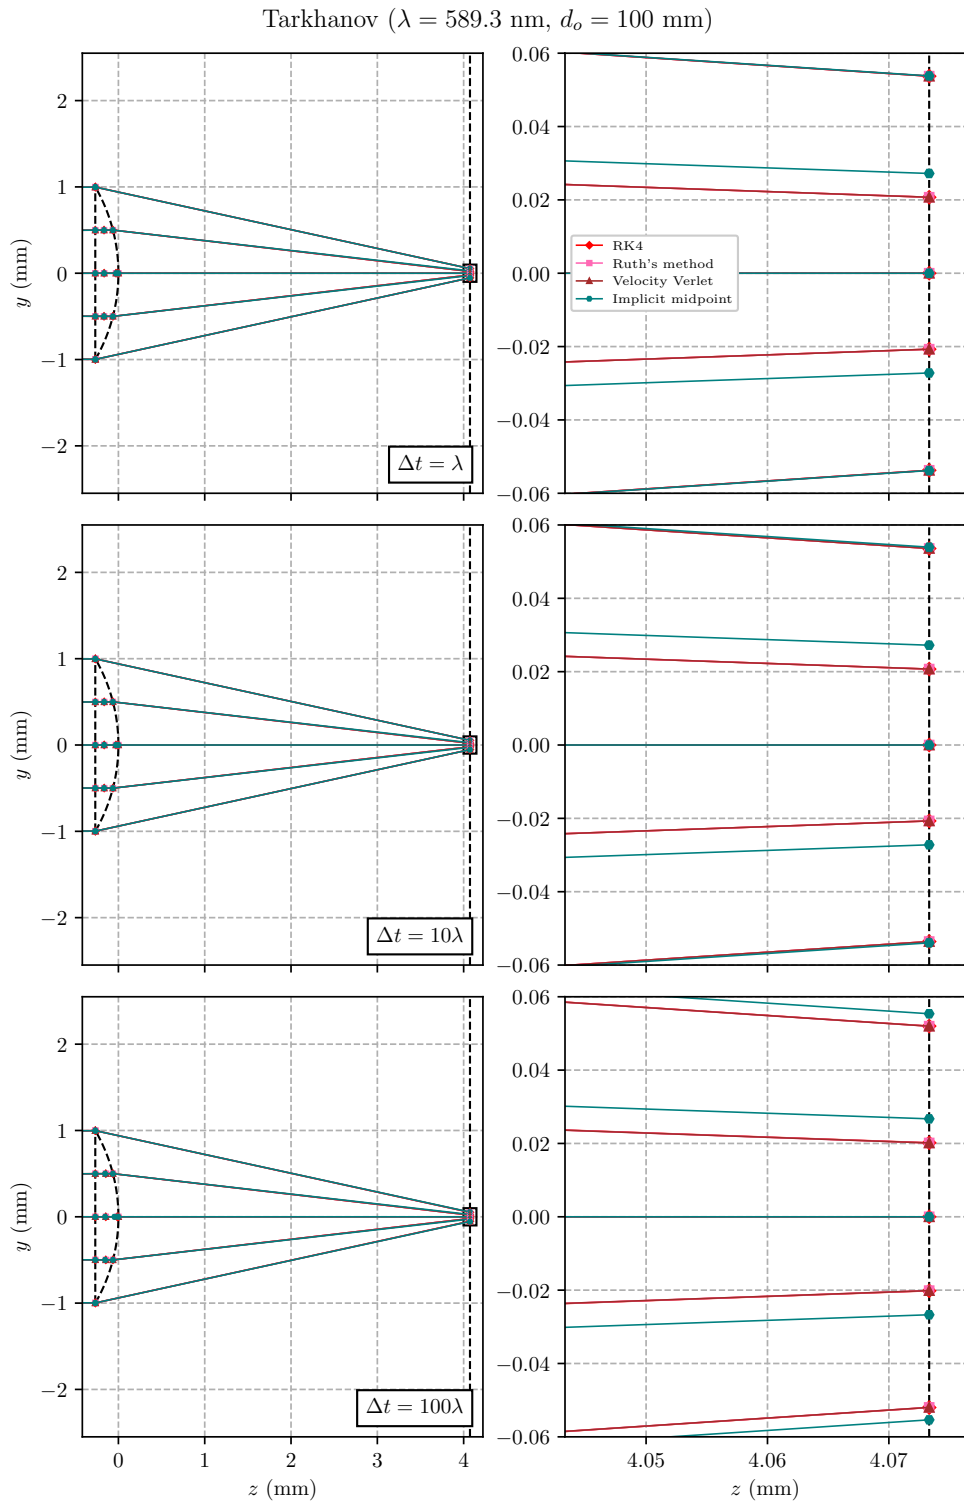 Tarkhanov (λ = 589.3 nm, dₒ = 100 mm)
y (mm)
2
1
0
−1
−2
Δt = λ
0.06
0.04
0.02
0.00
−0.02
−0.04
−0.06
RK4
Ruth's method
Velocity Verlet
Implicit midpoint
y (mm)
2
1
0
−1
−2
Δt = 10λ
0.06
0.04
0.02
0.00
−0.02
−0.04
−0.06
y (mm)
2
1
0
−1
−2
Δt = 100λ
0 1 2 3 4
z (mm)
0.06
0.04
0.02
0.00
−0.02
−0.04
−0.06
4.05 4.06 4.07
z (mm)